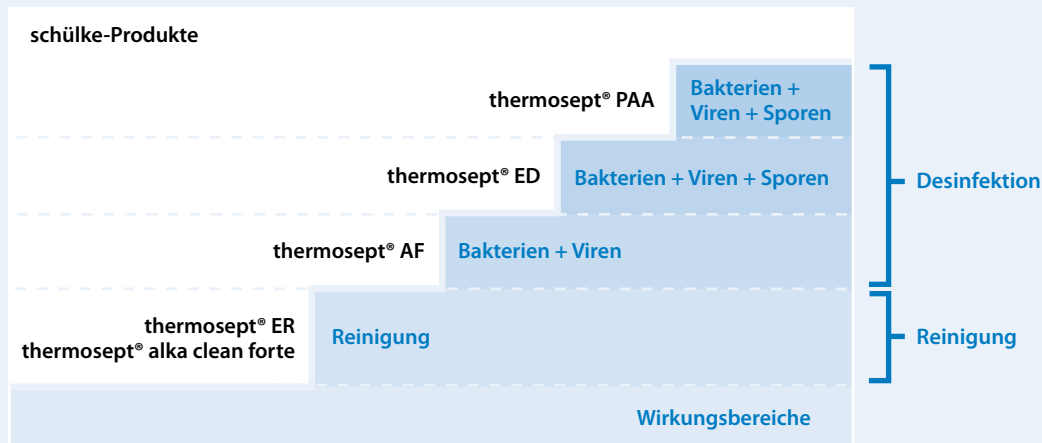 schülke-Produkte
thermosept® PAA
Bakterien +
Viren + Sporen
thermosept® ED
Bakterien + Viren + Sporen
Desinfektion
thermosept® AF
Bakterien + Viren
thermosept® ER
thermosept® alka clean forte
Reinigung
Reinigung
Wirkungsbereiche